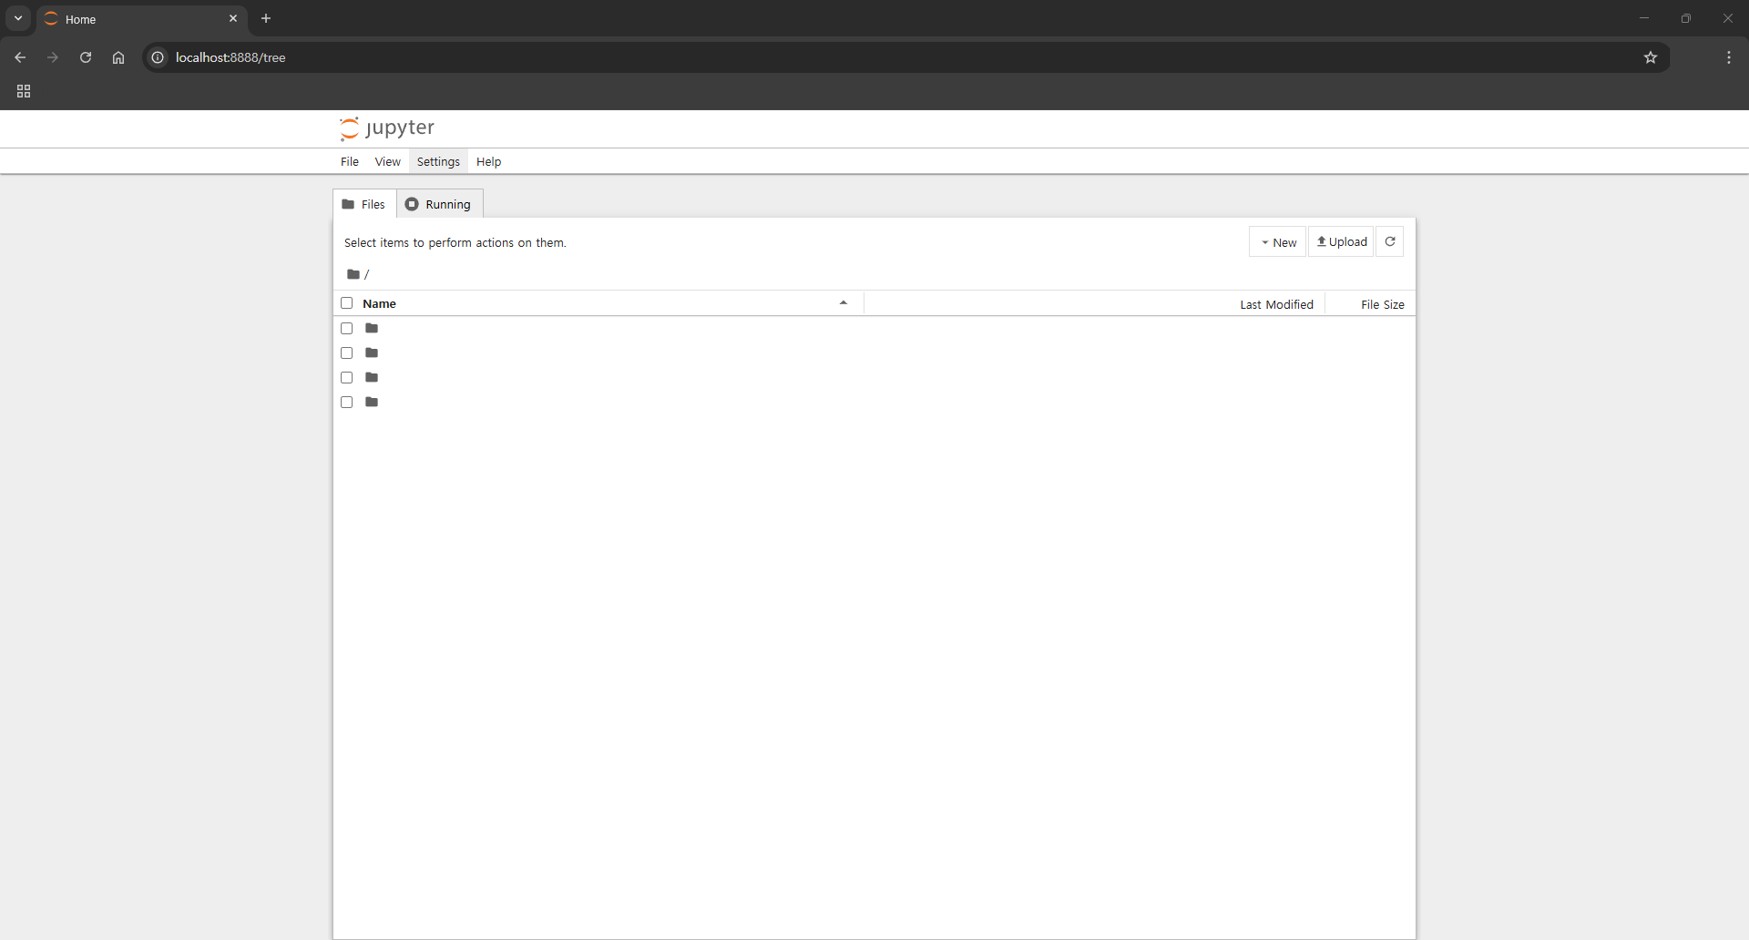 Home
localhost:8888/tree
jupyter
File View Settings Help
Files Running
Select items to perform actions on them.
New Upload
/
Name Last Modified File Size